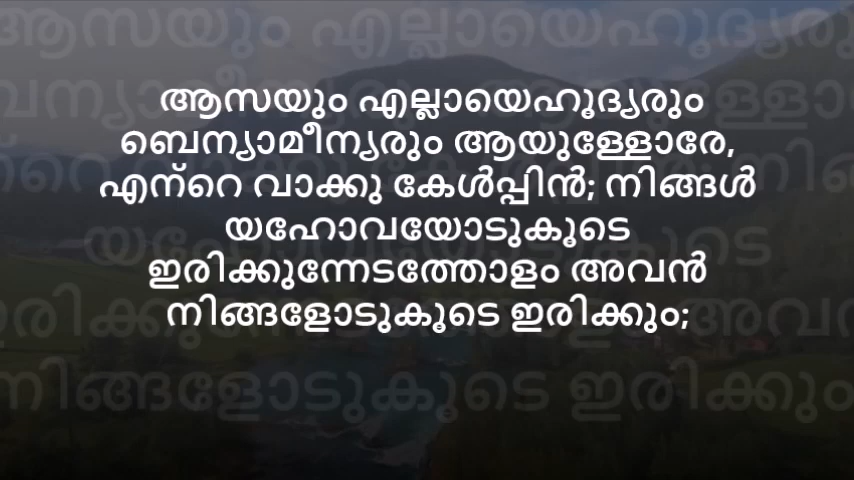 ആസയും എല്ലായെഹൂദ്യരും
ബെന്യാമീന്യരും ആയുള്ളോരേ,
എന്റെ വാക്കു കേൾപ്പിൻ; നിങ്ങൾ
യഹോവയോടുകൂടെ
ഇരിക്കുന്നേടത്തോളം അവൻ
നിങ്ങളോടുകൂടെ ഇരിക്കും;